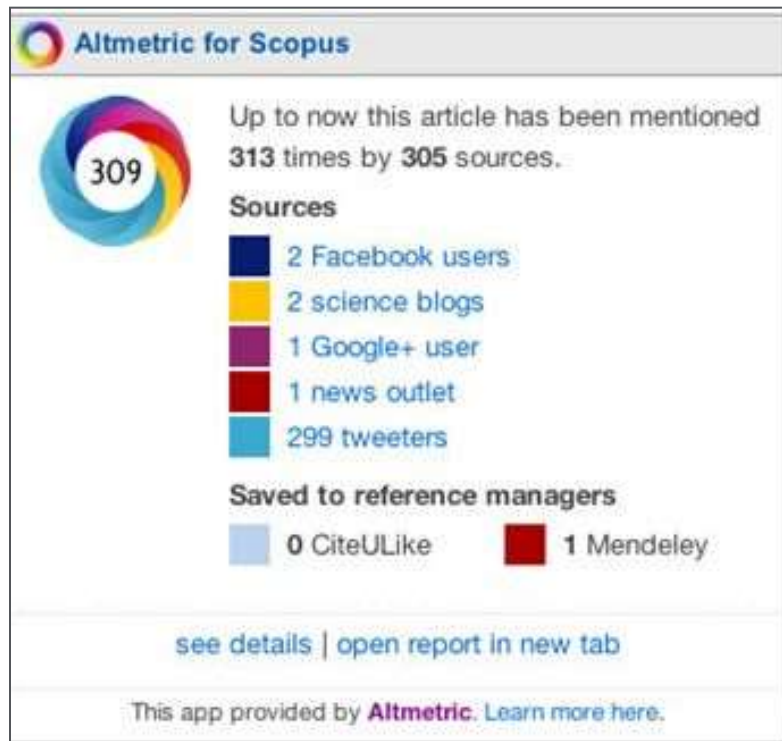 Altmetric for Scopus
309
Up to now this article has been mentioned
313 times by 305 sources.
Sources
2 Facebook users
2 science blogs
1 Google+ user
1 news outlet
299 tweeters
Saved to reference managers
0 CiteULike 1 Mendeley
see details | open report in new tab
This app provided by Altmetric. Learn more here.